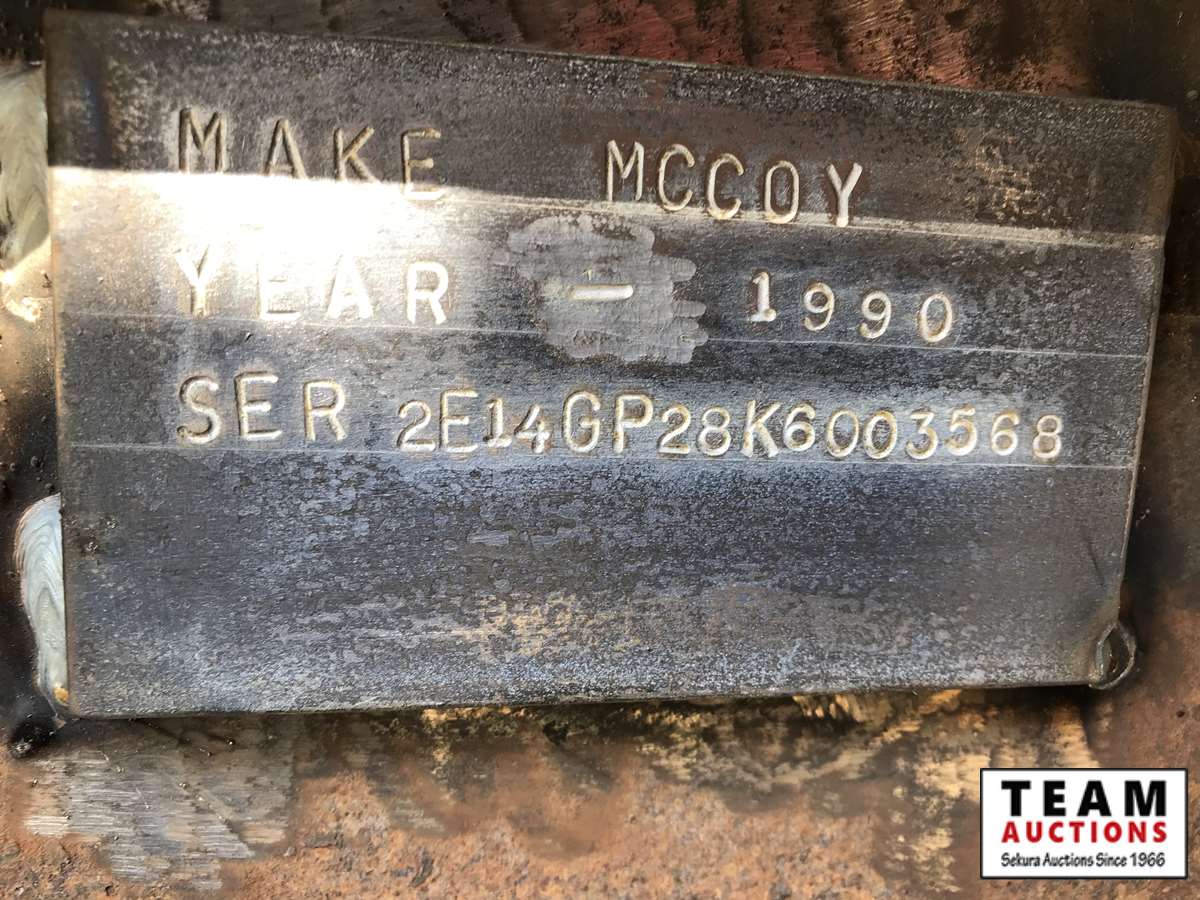 MAKE MCCOY
YEAR - 1990
SER 2E14GP28K6003568
TEAM
AUCTIONS
Sekura Auctions Since 1966